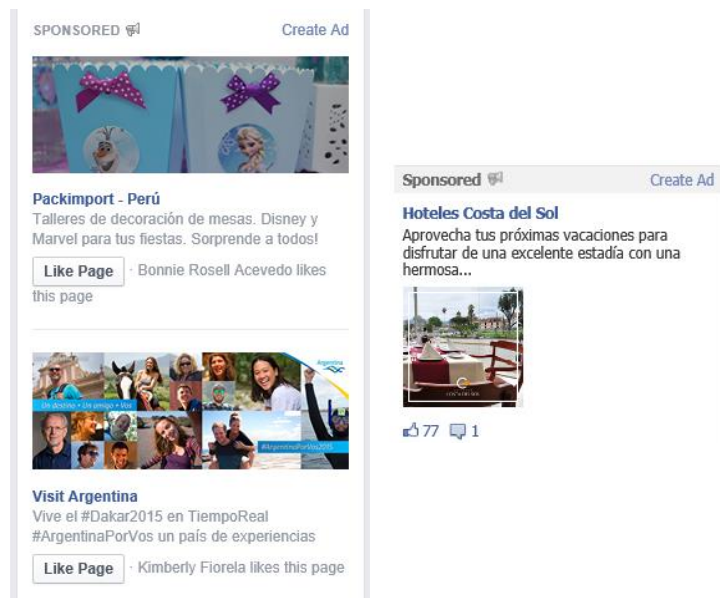 SPONSORED Create Ad
Packimport - Perú
Talleres de decoración de mesas. Disney y
Marvel para tus fiestas. Sorprende a todos!
Like Page · Bonnie Rosell Acevedo likes
this page
Argentina
Un destino • Un amigo • Vos
#ArgentinaPorVos2015
Visit Argentina
Vive el #Dakar2015 en TiempoReal
#ArgentinaPorVos un país de experiencias
Like Page · Kimberly Fiorela likes this page
Sponsored Create Ad
Hoteles Costa del Sol
Aprovecha tus próximas vacaciones para
disfrutar de una excelente estadía con una
hermosa...
COSTA DEL SOL
77 1